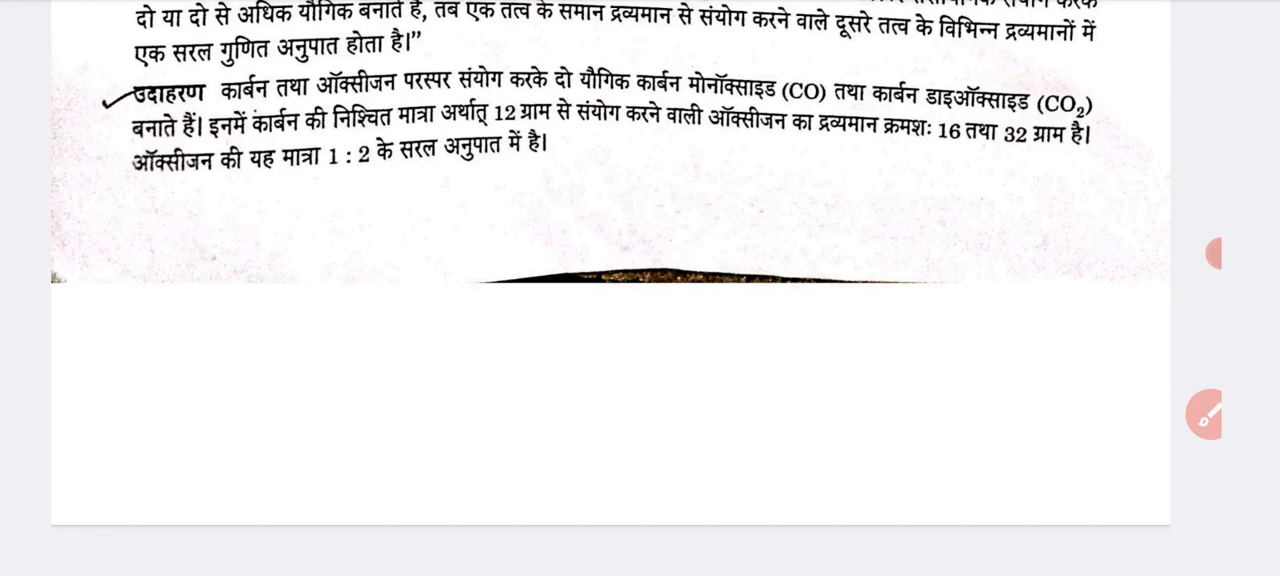 दो या दो से अधिक यौगिक बनाते हैं, तब एक तत्व के समान द्रव्यमान से संयोग करने वाले दूसरे तत्व के विभिन्न द्रव्यमानों में
एक सरल गुणित अनुपात होता है।”
उदाहरण कार्बन तथा ऑक्सीजन परस्पर संयोग करके दो यौगिक कार्बन मोनॉक्साइड (CO) तथा कार्बन डाइऑक्साइड (CO₂)
बनाते हैं। इनमें कार्बन की निश्चित मात्रा अर्थात् 12 ग्राम से संयोग करने वाली ऑक्सीजन का द्रव्यमान क्रमशः 16 तथा 32 ग्राम है।
ऑक्सीजन की यह मात्रा 1 : 2 के सरल अनुपात में है।